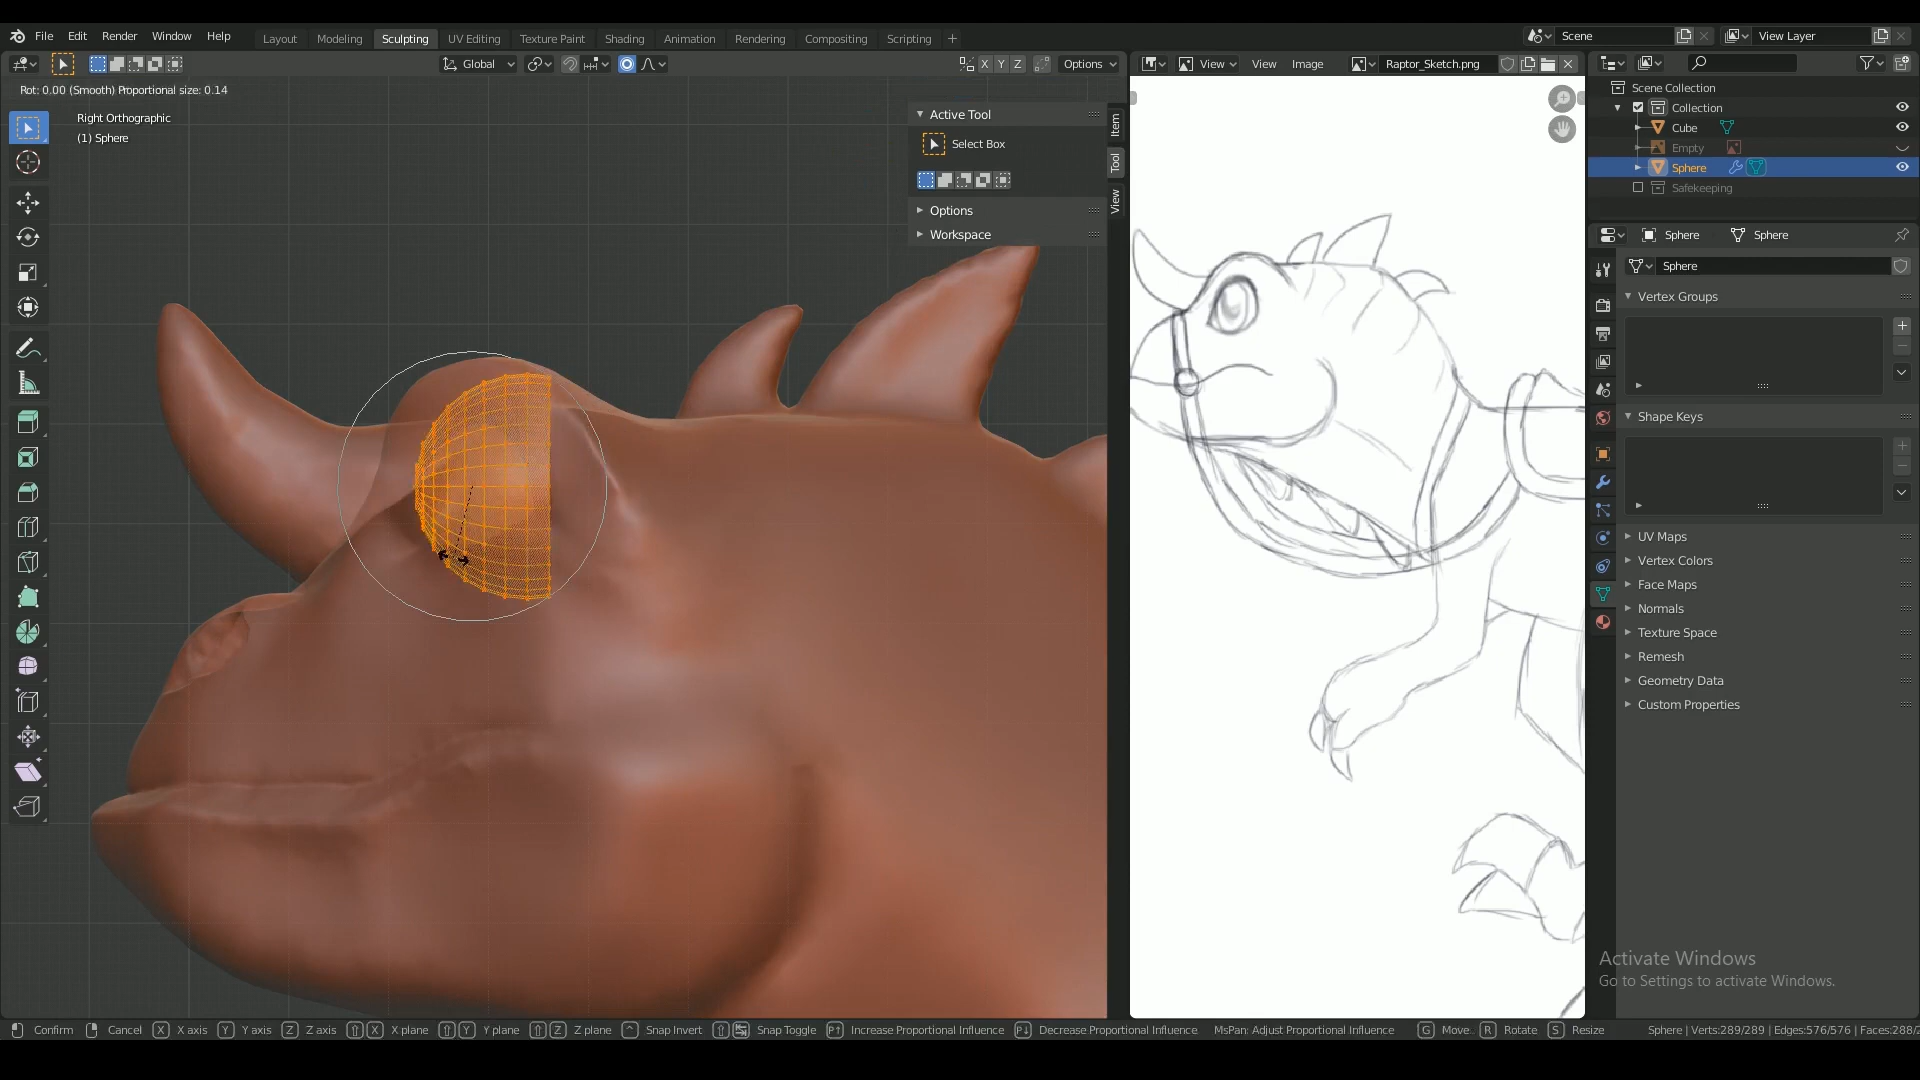 File Edit Render Window Help Layout Modeling Sculpting UV Editing Texture Paint Shading Animation Rendering Compositing Scripting + Scene View Layer
Global X Y Z Options View View Image Raptor_Sketch.png
Rot: 0.00 (Smooth) Proportional size: 0.14
Right Orthographic
(1) Sphere
Active Tool
Select Box
Options
Workspace
Item
Tool
View
Scene Collection
Collection
Cube
Empty
Sphere
Safekeeping
Sphere Sphere
Sphere
Vertex Groups
Shape Keys
UV Maps
Vertex Colors
Face Maps
Normals
Texture Space
Remesh
Geometry Data
Custom Properties
Activate Windows
Go to Settings to activate Windows.
Confirm Cancel X X axis Y Y axis Z Z axis X X plane Y Y plane Z Z plane ^ Snap Invert Snap Toggle P↑ Increase Proportional Influence P↓ Decrease Proportional Influence MsPan: Adjust Proportional Influence G Move R Rotate S Resize Sphere | Verts:289/289 | Edges:576/576 | Faces:288/2